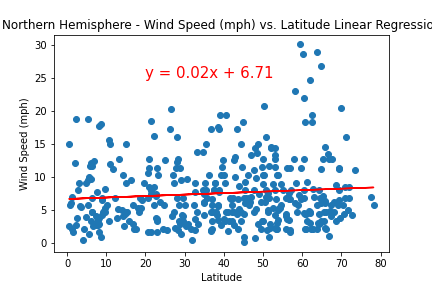 Northern Hemisphere - Wind Speed (mph) vs. Latitude Linear Regressio
30
25
20
15
10
5
0
Wind Speed (mph)
y = 0.02x + 6.71
0 10 20 30 40 50 60 70 80
Latitude